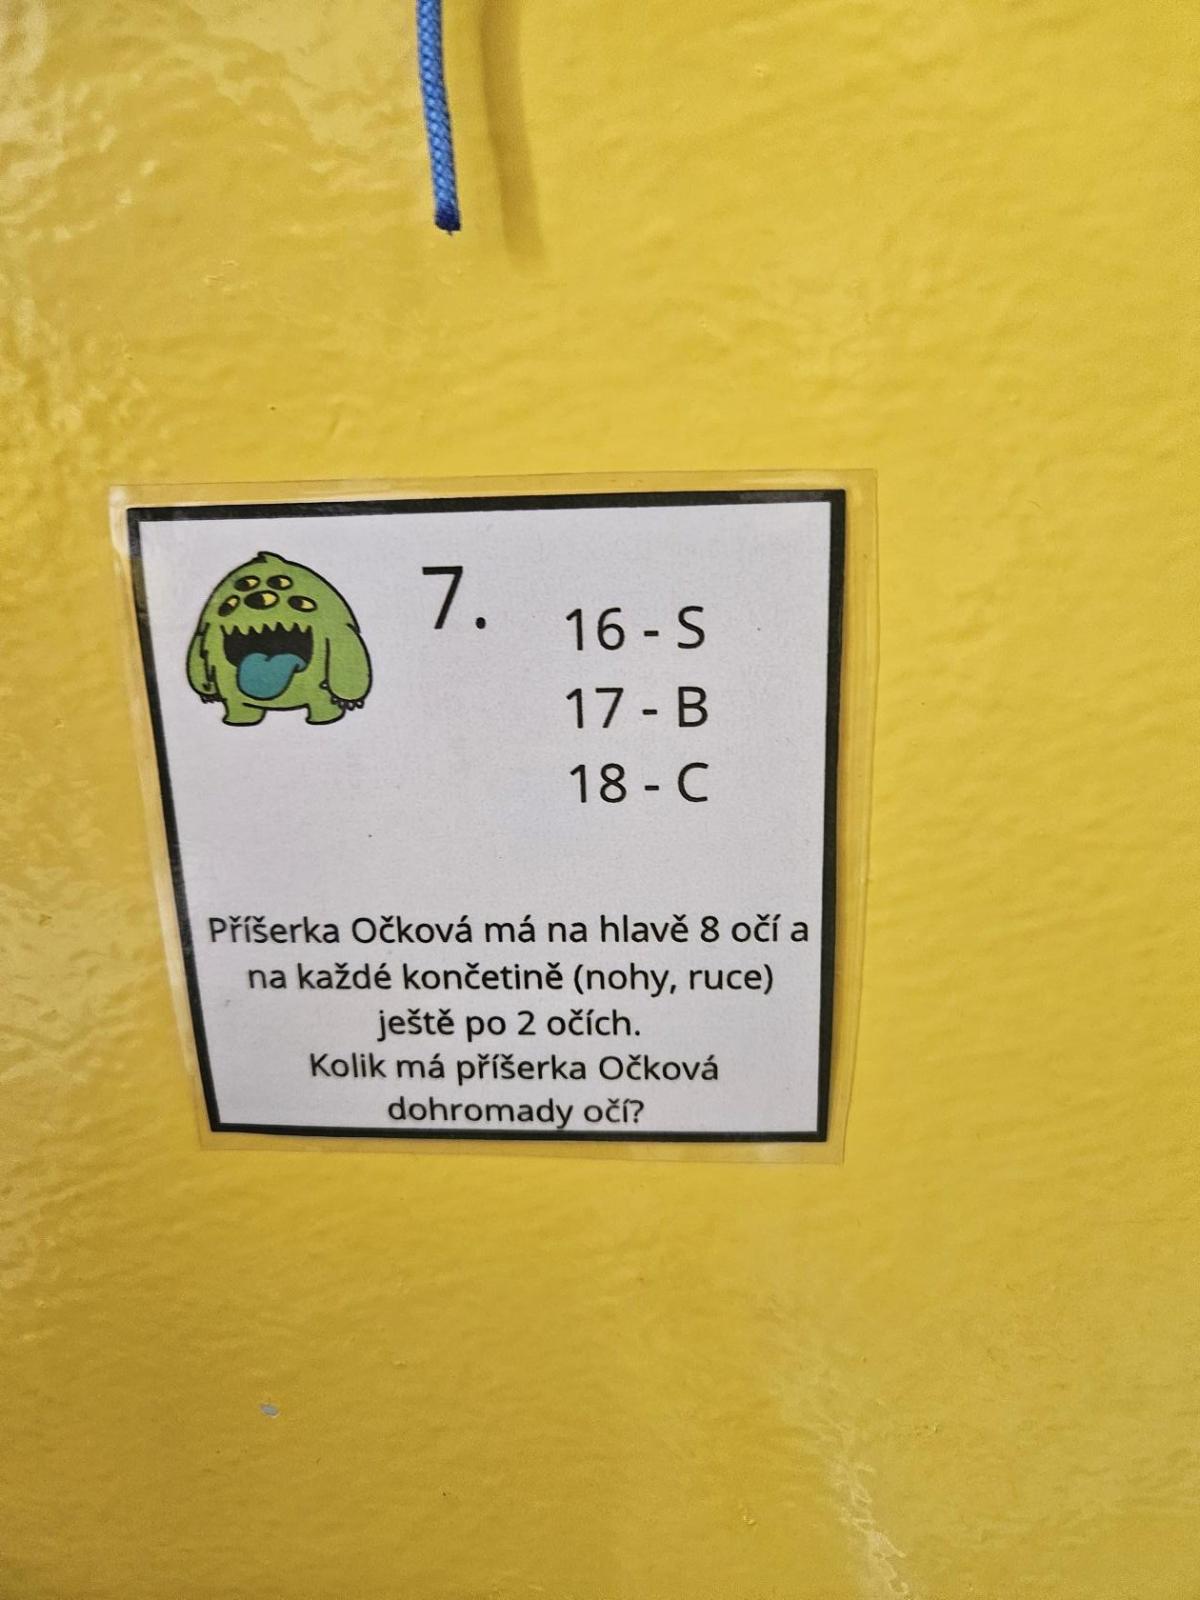 7.
16 - S
17 - B
18 - C
Příšerka Očková má na hlavě 8 očí a
na každé končetině (nohy, ruce)
ještě po 2 očích.
Kolik má příšerka Očková
dohromady očí?